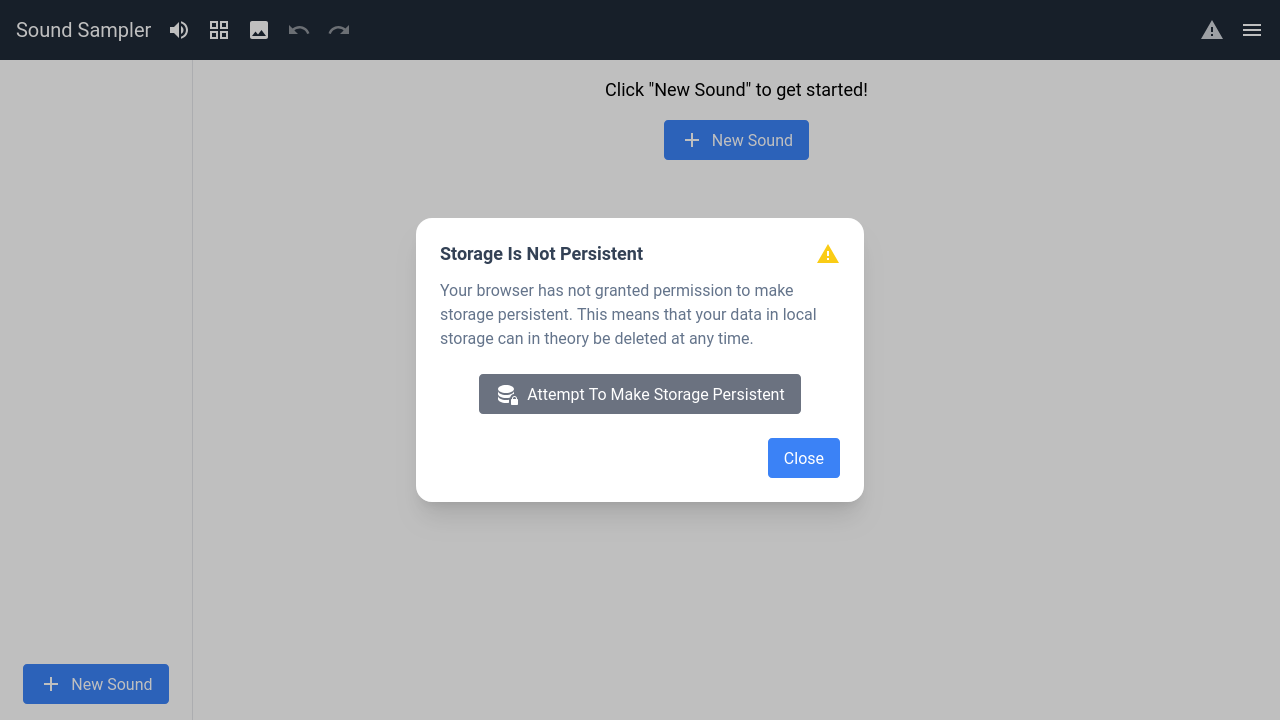 Sound Sampler
Click "New Sound" to get started!
New Sound
Storage Is Not Persistent
Your browser has not granted permission to make
storage persistent. This means that your data in local
storage can in theory be deleted at any time.
Attempt To Make Storage Persistent
Close
New Sound